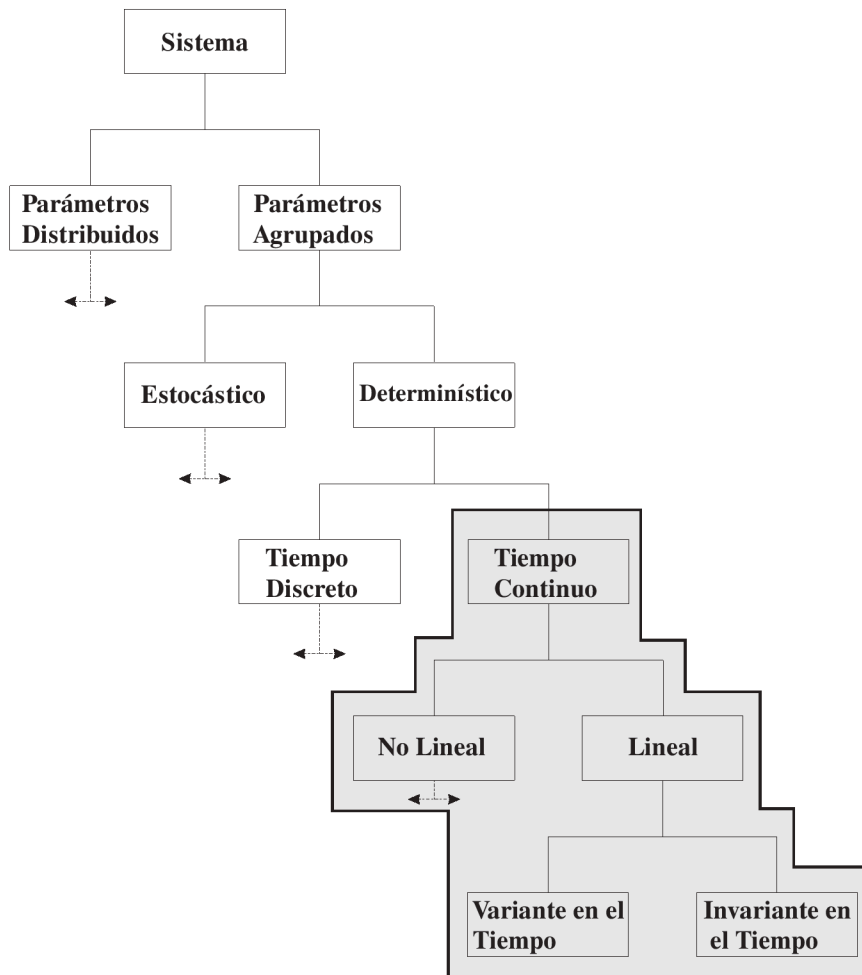 Sistema
Parámetros
Distribuidos
Parámetros
Agrupados
Estocástico
Determinístico
Tiempo
Discreto
Tiempo
Continuo
No Lineal
Lineal
Variante en el
Tiempo
Invariante en
el Tiempo